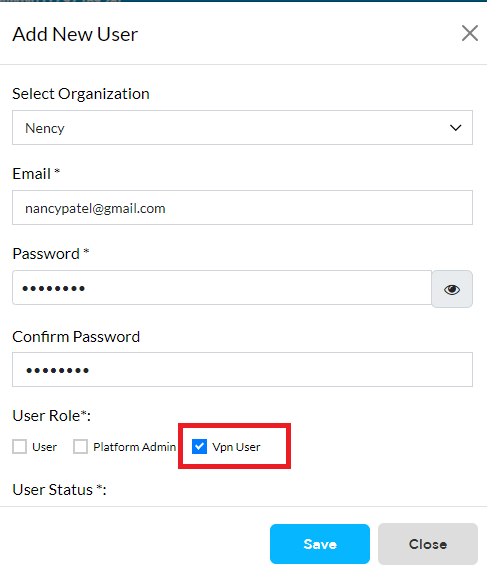 Add New User
Select Organization
Nency
Email *
nancypatel@gmail.com
Password *
••••••••
Confirm Password
••••••••
User Role*:
User Platform Admin Vpn User
User Status *:
Save Close